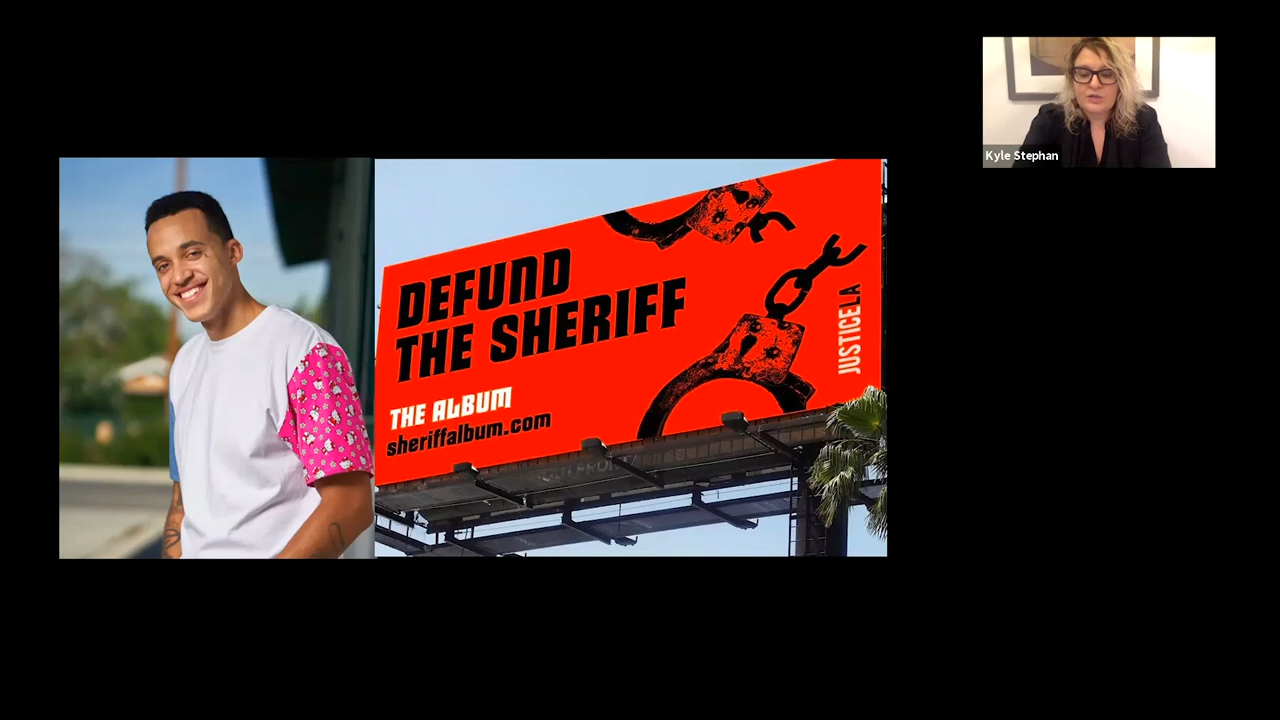 Kyle Stephan
DEFUND
THE SHERIFF
THE ALBUM
sheriffalbum.com
JUSTICELA